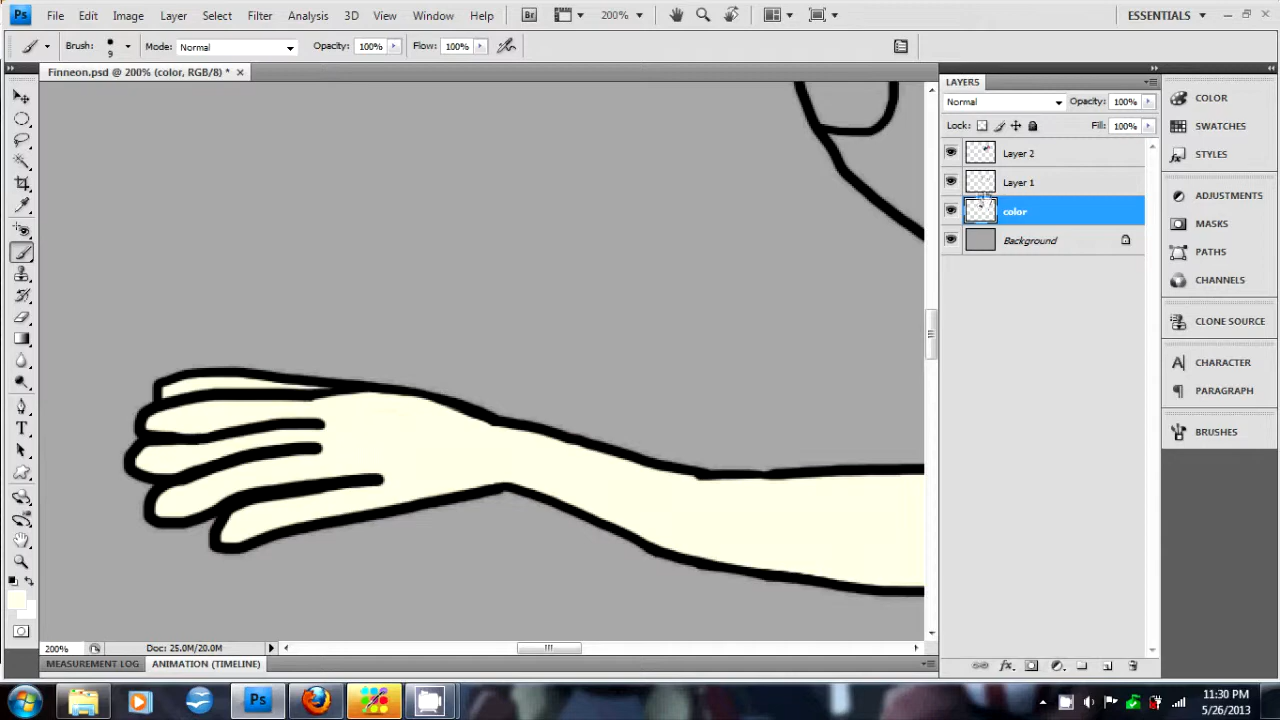 Ps File Edit Image Layer Select Filter Analysis 3D View Window Help Br 200% ESSENTIALS
Brush: 9 Mode: Normal Opacity: 100% Flow: 100%
Finneon.psd @ 200% (color, RGB/8) *
LAYERS
Normal Opacity: 100%
Lock: Fill: 100%
Layer 2
Layer 1
color
Background
COLOR
SWATCHES
STYLES
ADJUSTMENTS
MASKS
PATHS
CHANNELS
CLONE SOURCE
CHARACTER
PARAGRAPH
BRUSHES
200% Doc: 25.0M/20.0M
MEASUREMENT LOG ANIMATION (TIMELINE)
Ps
11:30 PM
5/26/2013